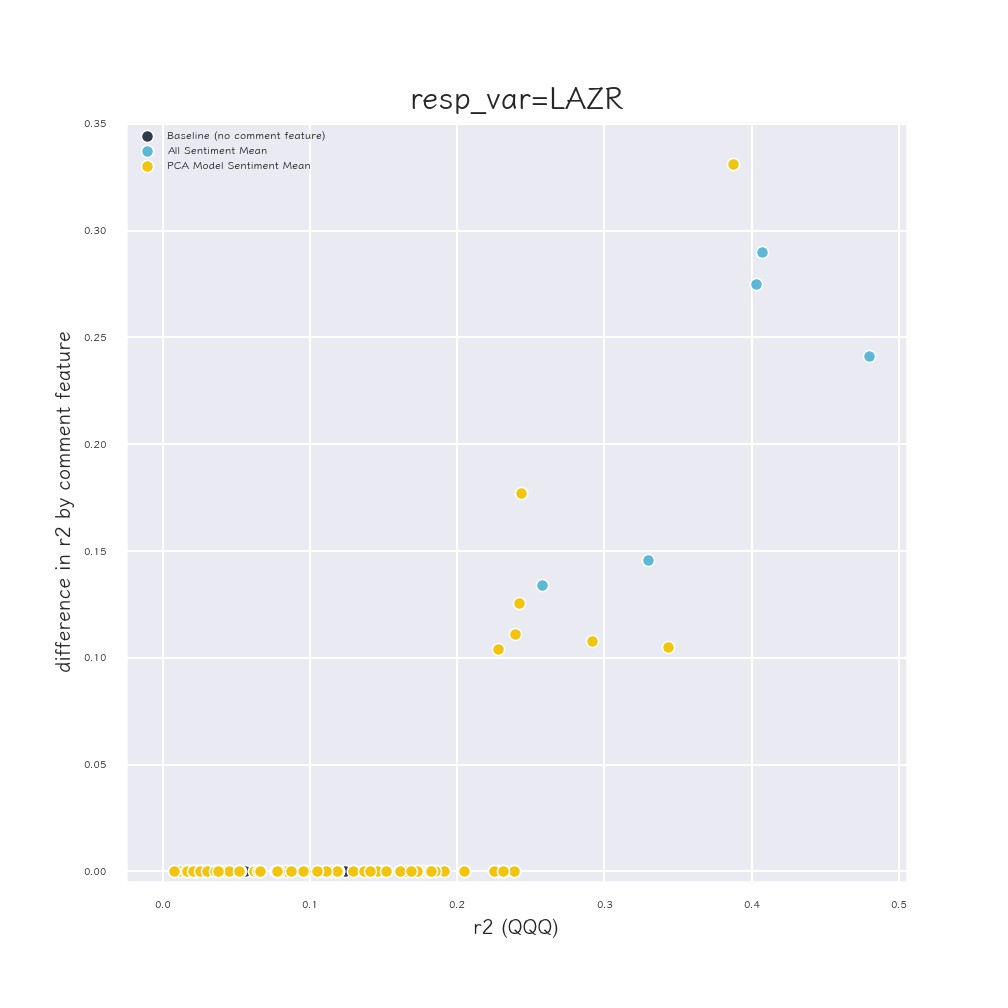 resp_var=LAZR
Baseline (no comment feature)
All Sentiment Mean
PCA Model Sentiment Mean
difference in r2 by comment feature
0.35
0.30
0.25
0.20
0.15
0.10
0.05
0.00
0.0 0.1 0.2 0.3 0.4 0.5
r2 (QQQ)